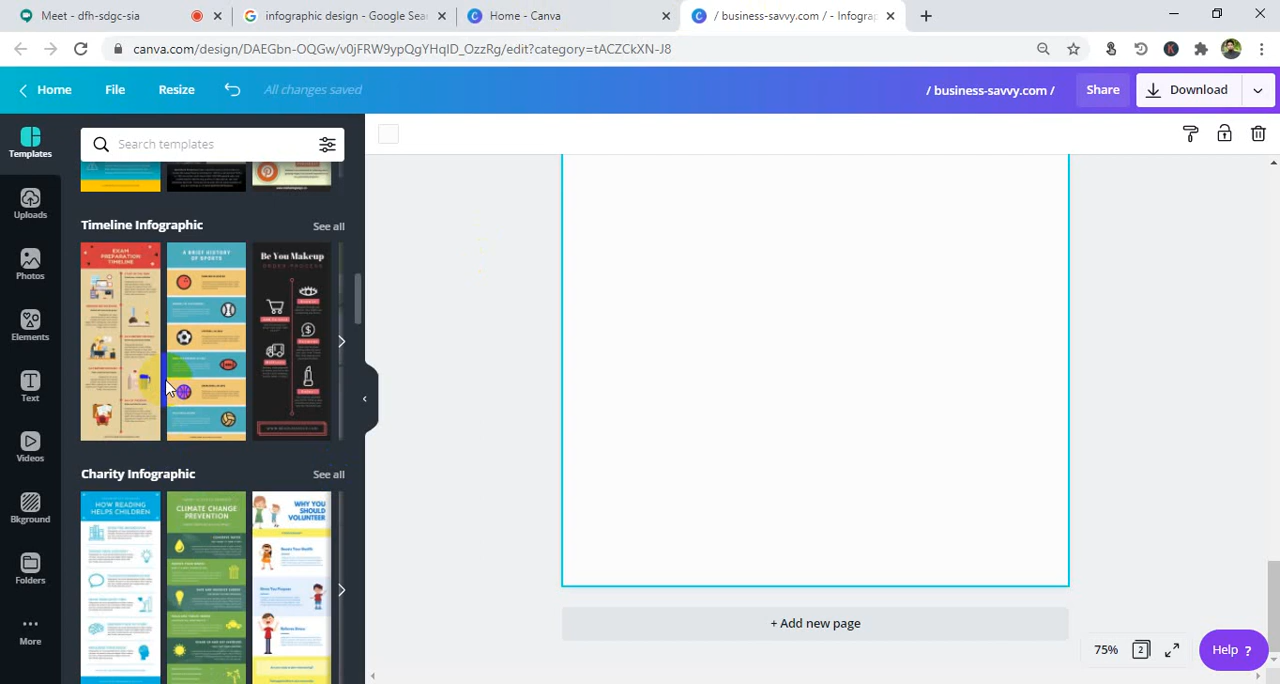 Meet - dfh-sdgc-sia
infographic design - Google Sear
Home - Canva
/ business-savvy.com / - Infogra
canva.com/design/DAEGbn-OQGw/v0jFRW9ypQgYHqID_OzzRg/edit?category=tACZCkXN-J8
Home
File
Resize
All changes saved
/ business-savvy.com /
Share
Download
Templates
Search templates
Uploads
Timeline Infographic
See all
EXAM PREPARATION TIMELINE
A BRIEF HISTORY OF SPORTS
Be You Makeup
ORDER PROCESS
Photos
Elements
Text
Videos
Charity Infographic
See all
HOW READING HELPS CHILDREN
CLIMATE CHANGE PREVENTION
WHY YOU SHOULD VOLUNTEER
Bkground
Folders
More
+ Add new page
75%
2
Help ?